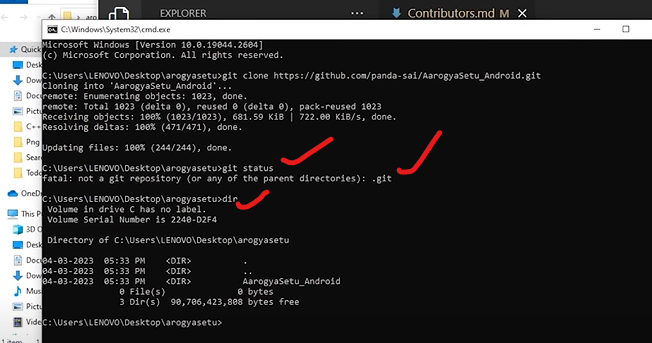 EXPLORER
Contributors.md M
C:\Windows\System32\cmd.exe
Microsoft Windows [Version 10.0.19044.2604]
(c) Microsoft Corporation. All rights reserved.
C:\Users\LENOVO\Desktop\arogyasetu>git clone https://github.com/panda-sai/AarogyaSetu_Android.git
Cloning into 'AarogyaSetu_Android'...
remote: Enumerating objects: 1023, done.
remote: Total 1023 (delta 0), reused 0 (delta 0), pack-reused 1023
Receiving objects: 100% (1023/1023), 681.59 KiB | 722.00 KiB/s, done.
Resolving deltas: 100% (471/471), done.
Updating files: 100% (244/244), done.
C:\Users\LENOVO\Desktop\arogyasetu>git status
fatal: not a git repository (or any of the parent directories): .git
C:\Users\LENOVO\Desktop\arogyasetu>dir
Volume in drive C has no label.
Volume Serial Number is 2240-D2F4
Directory of C:\Users\LENOVO\Desktop\arogyasetu
04-03-2023 05:33 PM <DIR> .
04-03-2023 05:33 PM <DIR> ..
04-03-2023 05:33 PM <DIR> AarogyaSetu_Android
0 File(s) 0 bytes
3 Dir(s) 90,706,423,808 bytes free
C:\Users\LENOVO\Desktop\arogyasetu>
Quick
Desk
Down
Docu
Pictu
C++
Png
Searc
Todo
OneDr
This P
3D O
Desk
Docu
Down
Musi
Pictu
Video
1 item